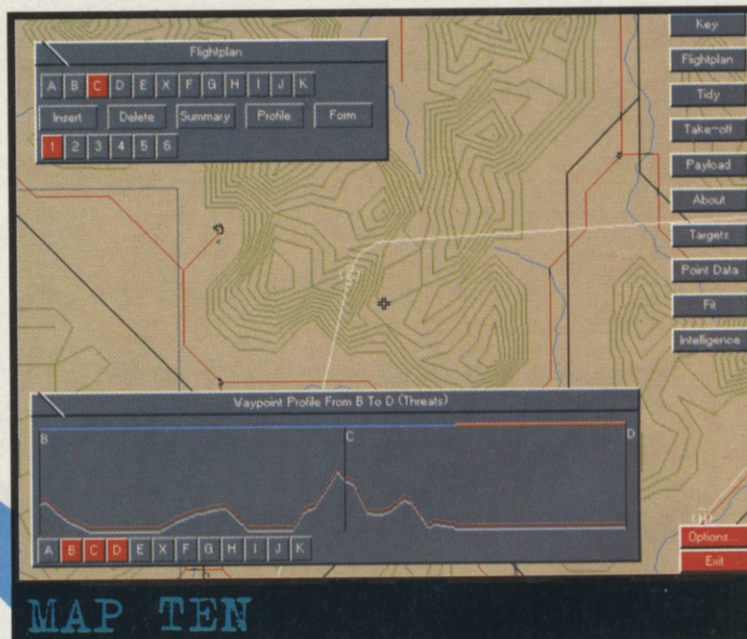 Flightplan
A B C D E X F G H I J K
Insert Delete Summary Profile Form
1 2 3 4 5 6
Key
Flightplan
Tidy
Take-off
Payload
About
Targets
Point Data
Fit
Intelligence
Waypoint Profile From B To D (Threats)
B C D
A B C D E X F G H I J K
Options...
Exit
MAP TEN